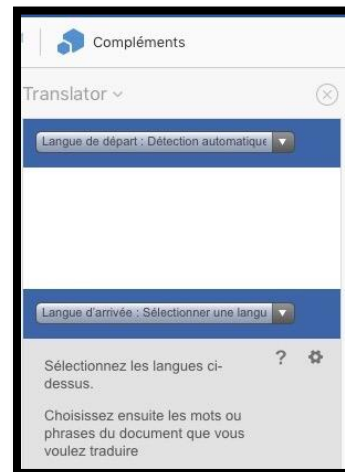 Compléments
Translator
Langue de départ : Détection automatique
Langue d'arrivée : Sélectionner une langu
?
Sélectionnez les langues ci-
dessus.
Choisissez ensuite les mots ou
phrases du document que vous
voulez traduire